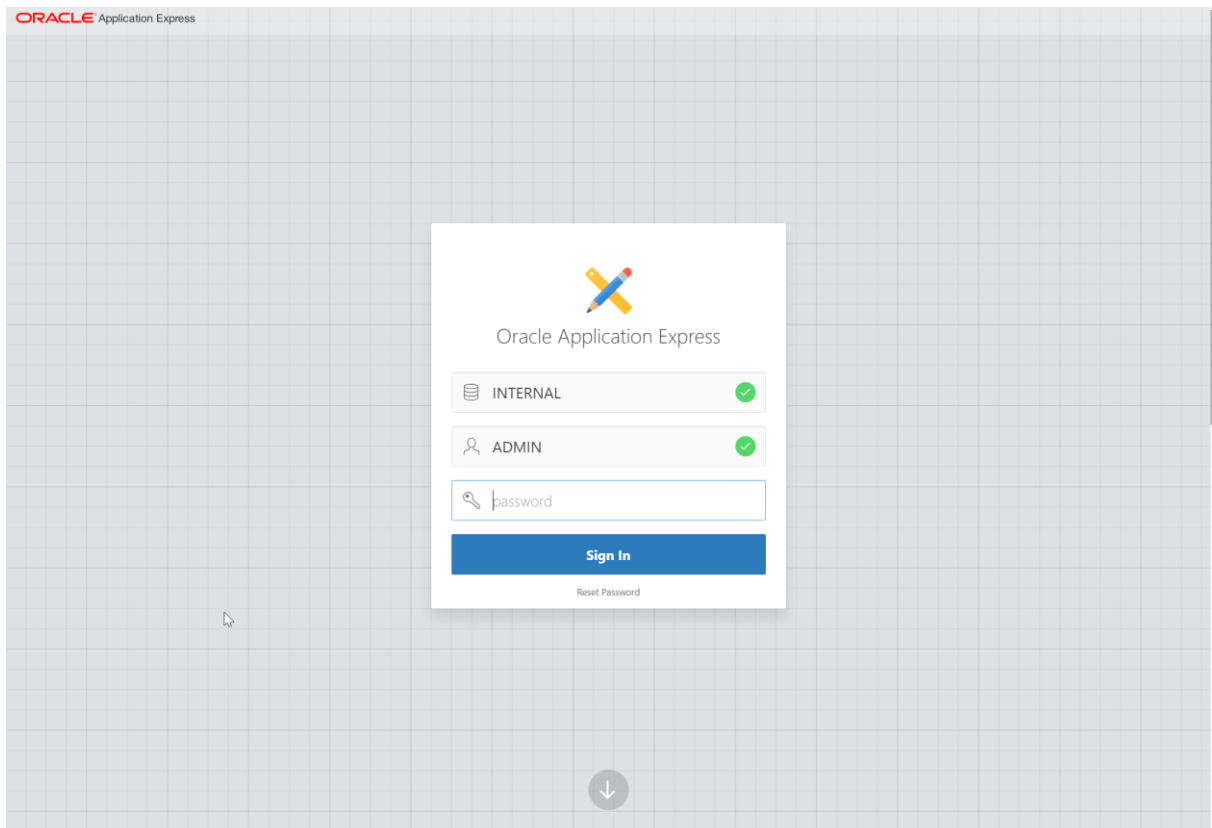 ORACLE Application Express
Oracle Application Express
INTERNAL
ADMIN
password
Sign In
Reset Password